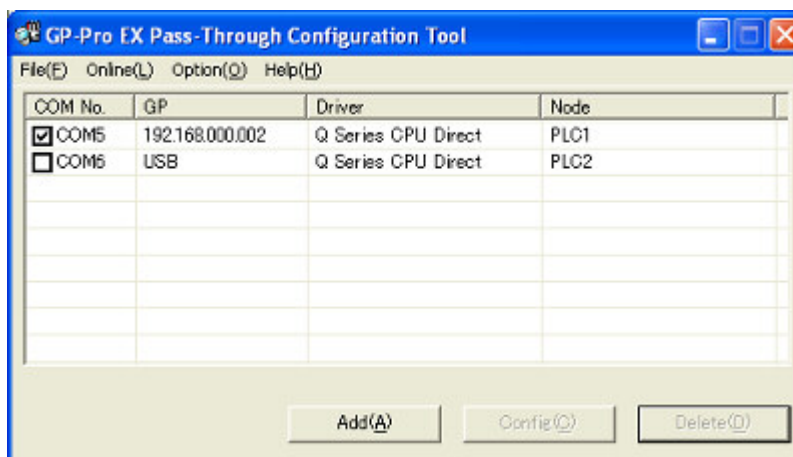 GP-Pro EX Pass-Through Configuration Tool
File(F) Online(L) Option(O) Help(H)
COM No. GP Driver Node
COM5 192.168.000.002 Q Series CPU Direct PLC1
COM6 USB Q Series CPU Direct PLC2
Add(A) Config(C) Delete(D)